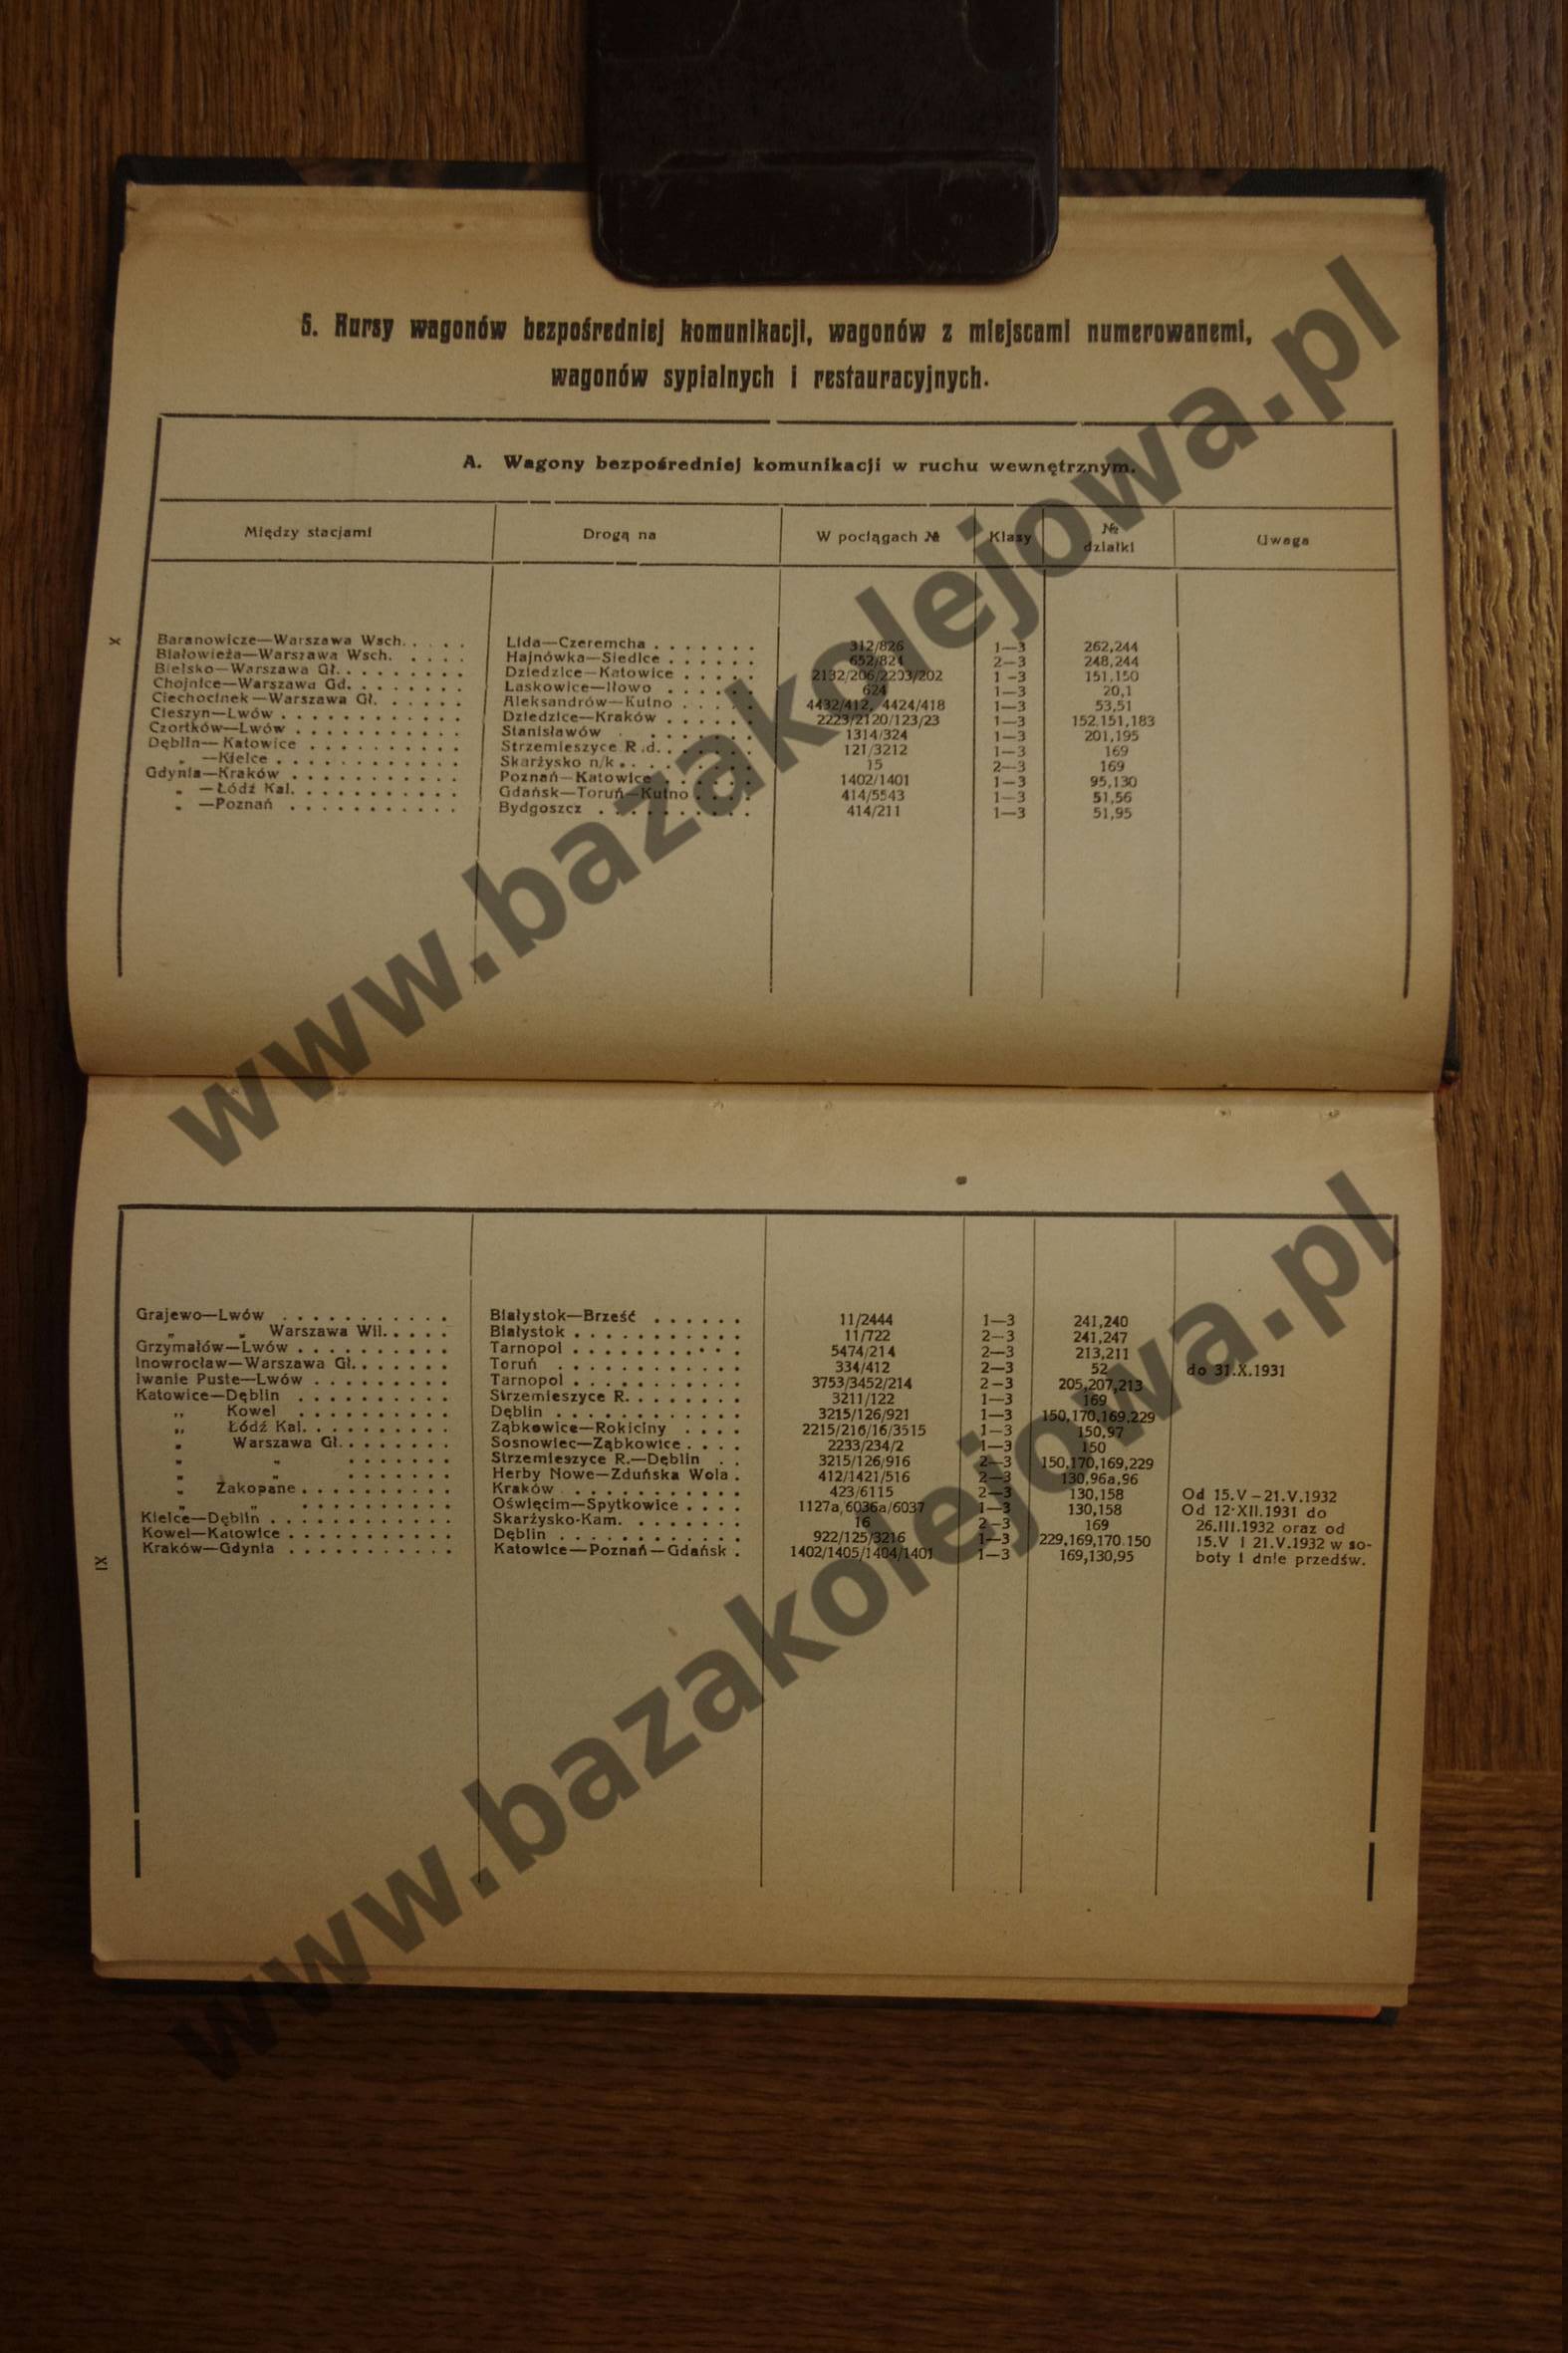 5. Kursy wagonów bezpośredniej komunikacji, wagonów z miejscami numerowanemi,
wagonów sypialnych i restauracyjnych.
A. Wagony bezpośredniej komunikacji w ruchu wewnętrznym.
Między stacjami Drogą na W pociągach № Klasy № działki Uwaga
X
Baranowicze—Warszawa Wsch. Lida—Czeremcha 312/826 1—3 262,244
Białowieża—Warszawa Wsch. Hajnówka—Siedlce 652/824 2—3 248,244
Bielsko—Warszawa Gł. Dziedzice—Katowice 2132/206/2203/202 1—3 151,150
Chojnice—Warszawa Gd. Laskowice—Iłowo 624 1—3 20,1
Ciechocinek—Warszawa Gł. Aleksandrów—Kutno 4432/412, 4424/418 1—3 53,51
Cieszyn—Lwów Dziedzice—Kraków 2223/2120/123/23 1—3 152,151,183
Czortków—Lwów Stanisławów 1314/324 1—3 201,195
Dęblin—Katowice Strzemieszyce R.d. 121/3212 1—3 169
„ —Kielce Skarżysko n/k 15 2—3 169
Gdynia—Kraków Poznań—Katowice 1402/1401 1—3 95,130
„ —Łódź Kal. Gdańsk—Toruń—Kutno 414/5543 1—3 51,56
„ —Poznań Bydgoszcz 414/211 1—3 51,95
Grajewo—Lwów Białystok—Brześć 11/2444 1—3 241,240
„ „ Warszawa Wil. Białystok 11/722 2—3 241,247
Grzymałów—Lwów Tarnopol 5474/214 2—3 213,211
Inowrocław—Warszawa Gł. Toruń 334/412 2—3 52 do 31.X.1931
Iwanie Puste—Lwów Tarnopol 3753/3452/214 2—3 205,207,213
Katowice—Dęblin Strzemieszyce R. 3211/122 1—3 169
„ Kowel Dęblin 3215/126/921 1—3 150,170,169,229
„ Łódź Kal. Ząbkowice—Rokiciny 2215/216/16/3515 1—3 150,97
„ Warszawa Gł. Sosnowiec—Ząbkowice 2233/234/2 1—3 150
„ „ Strzemieszyce R.—Dęblin 3215/126/916 2—3 150,170,169,229
„ Herby Nowe—Zduńska Wola 412/1421/516 2—3 130,96a,96
„ Zakopane Kraków 423/6115 2—3 130,158 Od 15.V—21.V.1932
„ „ Oświęcim—Spytkowice 1127a,6036a/6037 1—3 130,158 Od 12·XII.1931 do
Kielce—Dęblin Skarżysko-Kam. 16 2—3 169 26.III.1932 oraz od
Kowel—Katowice Dęblin 922/125/3216 1—3 229,169,170.150 15.V i 21.V.1932 w so-
Kraków—Gdynia Katowice—Poznań—Gdańsk 1402/1405/1404/1401 1—3 169,130,95 boty i dnie przedśw.
XI
www.bazakolejowa.pl
www.bazakolejowa.pl